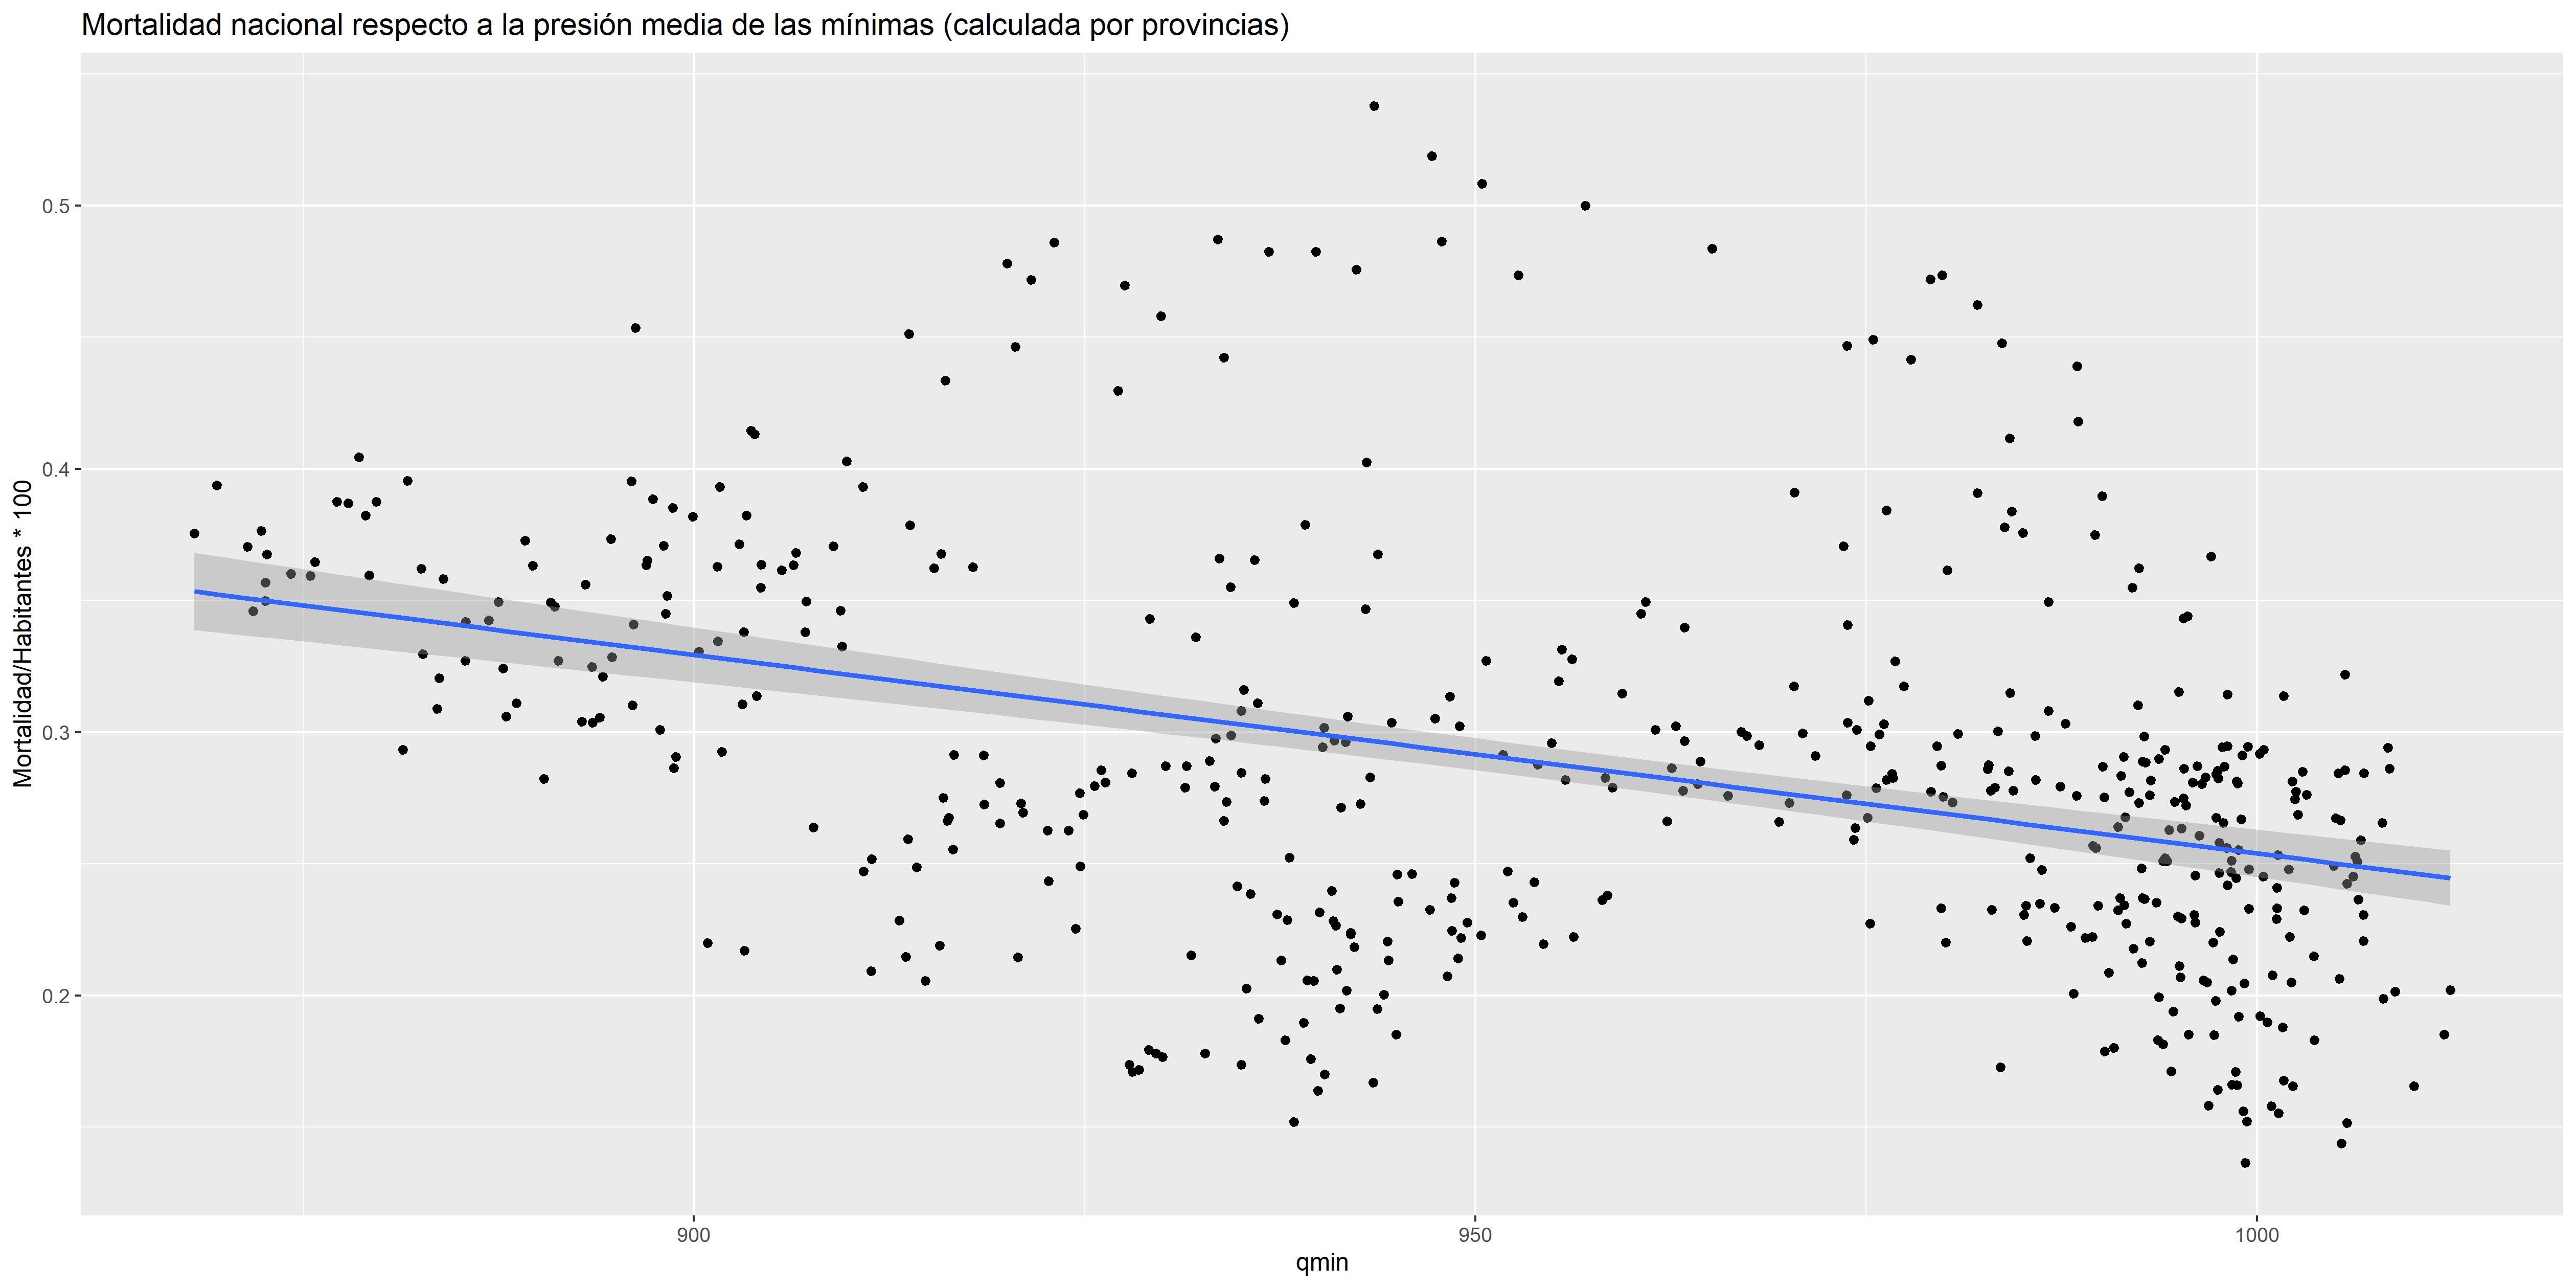 Mortalidad nacional respecto a la presión media de las mínimas (calculada por provincias)
Mortalidad/Habitantes * 100
0.5
0.4
0.3
0.2
900
950
1000
qmin